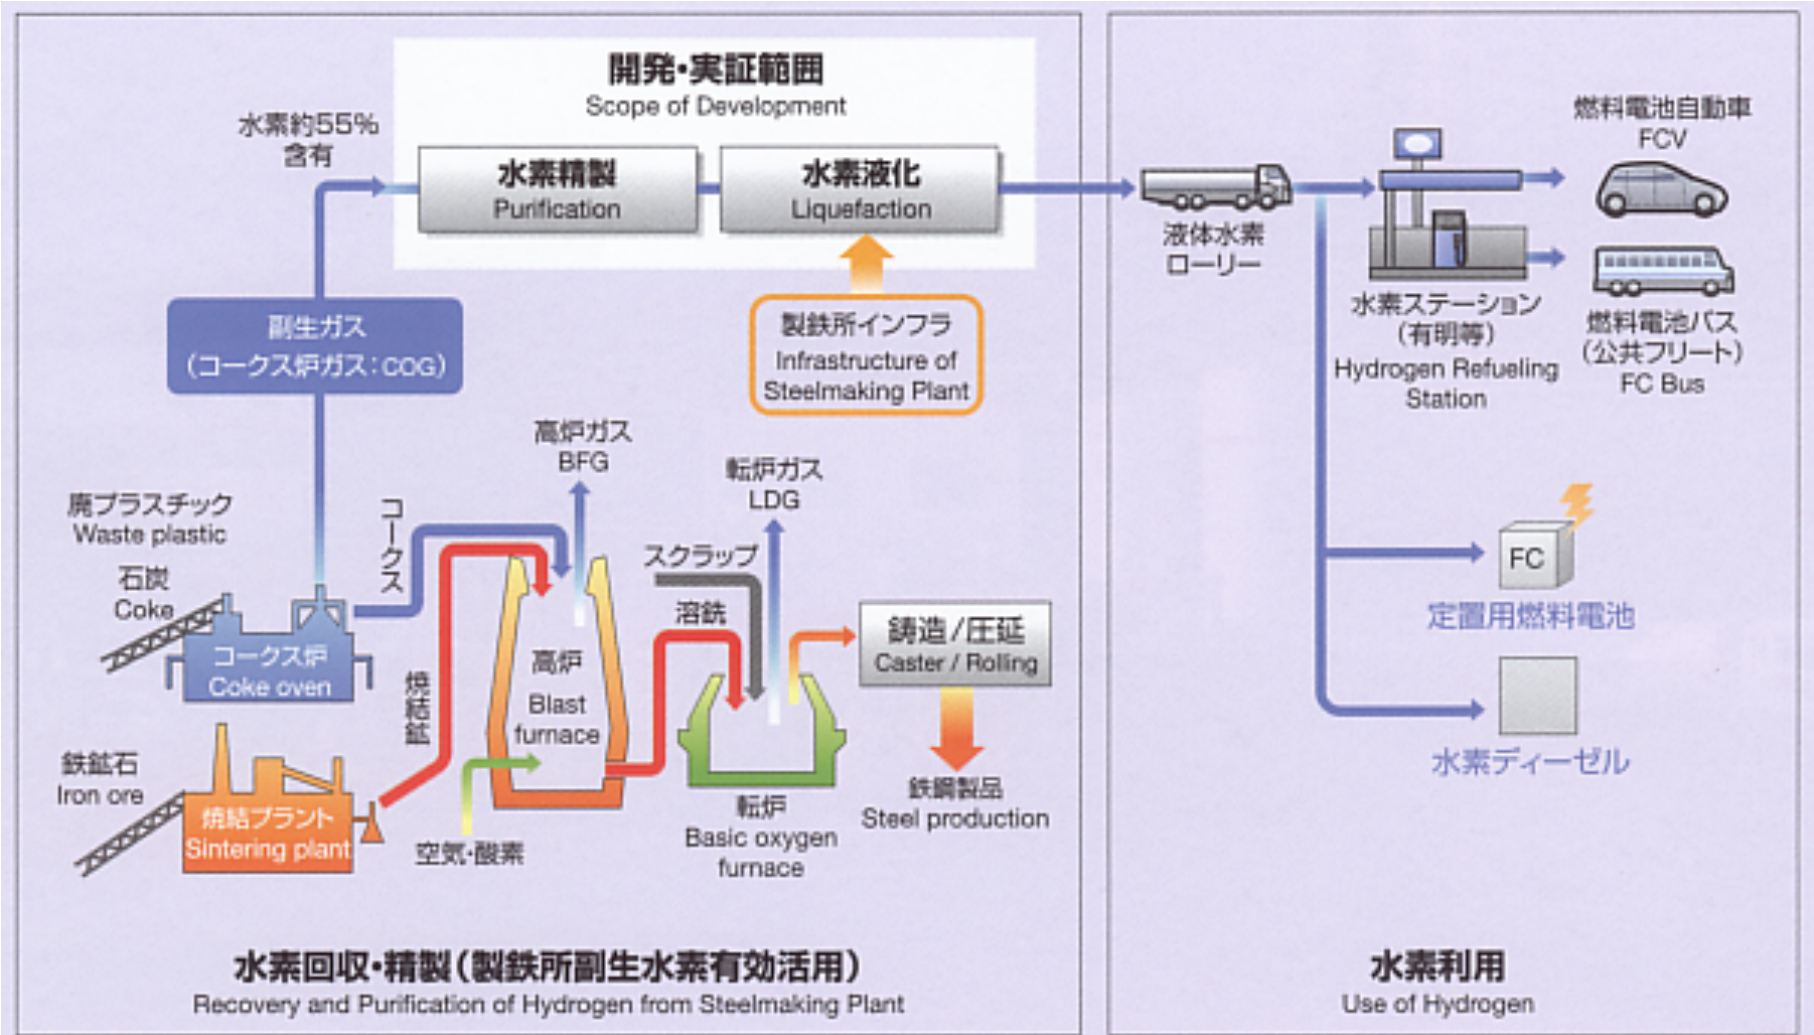 開発・実証範囲
Scope of Development
水素約55%
含有
水素精製
Purification
水素液化
Liquefaction
副生ガス
(コークス炉ガス:COG)
製鉄所インフラ
Infrastructure of
Steelmaking Plant
高炉ガス
BFG
転炉ガス
LDG
廃プラスチック
Waste plastic
石炭
Coke
コークス
コークス炉
Coke oven
スクラップ
溶銑
高炉
Blast
furnace
焼結鉱
鋳造/圧延
Caster / Rolling
鉄鉱石
Iron ore
焼結プラント
Sintering plant
空気・酸素
転炉
Basic oxygen
furnace
鉄鋼製品
Steel production
水素回収・精製(製鉄所副生水素有効活用)
Recovery and Purification of Hydrogen from Steelmaking Plant
液体水素
ローリー
水素ステーション
(有明等)
Hydrogen Refueling
Station
燃料電池自動車
FCV
燃料電池バス
(公共フリート)
FC Bus
FC
定置用燃料電池
水素ディーゼル
水素利用
Use of Hydrogen